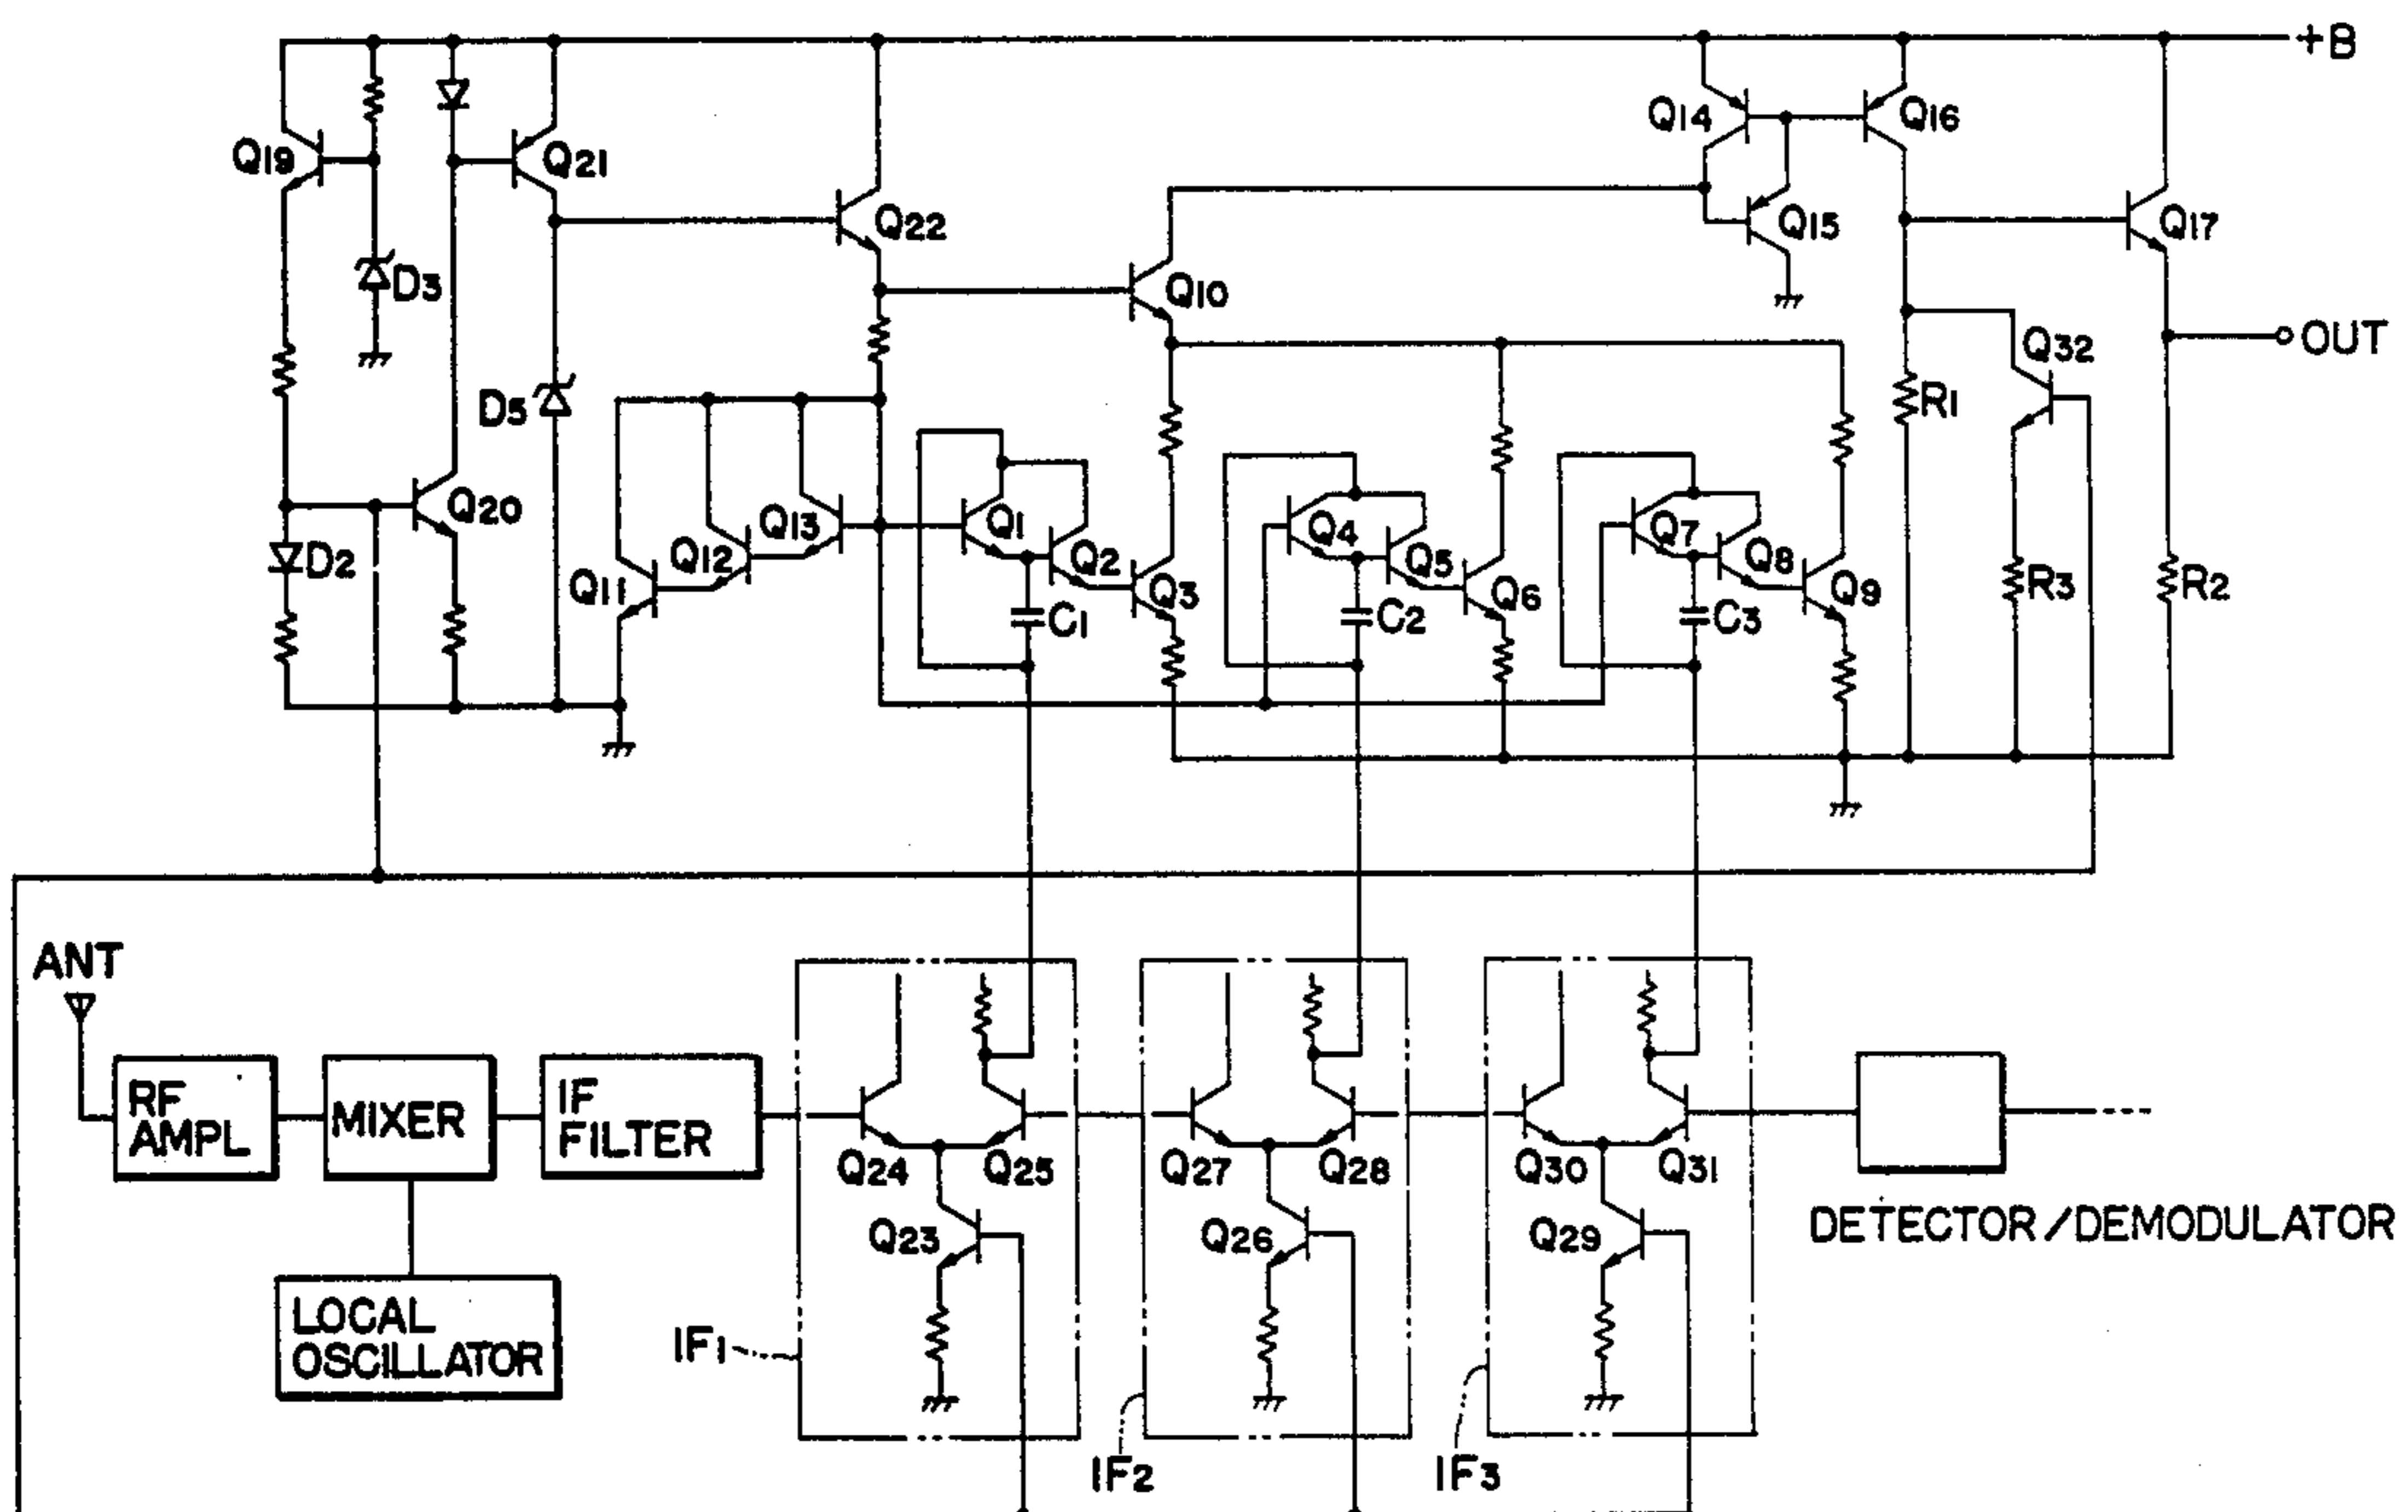 +B
Q14
Q16
Q19
Q21
Q22
Q15
Q17
D3
Q10
OUT
Q32
D5
R1
Q20
Q13
Q1
Q4
Q7
D2
Q12
Q2
Q5
Q8
Q11
Q3
Q6
Q9
R3
R2
C1
C2
C3
ANT
RF
AMPL
MIXER
IF
FILTER
Q24
Q25
Q27
Q28
Q30
Q31
Q23
Q26
Q29
DETECTOR/DEMODULATOR
LOCAL
OSCILLATOR
IF1
IF2
IF3